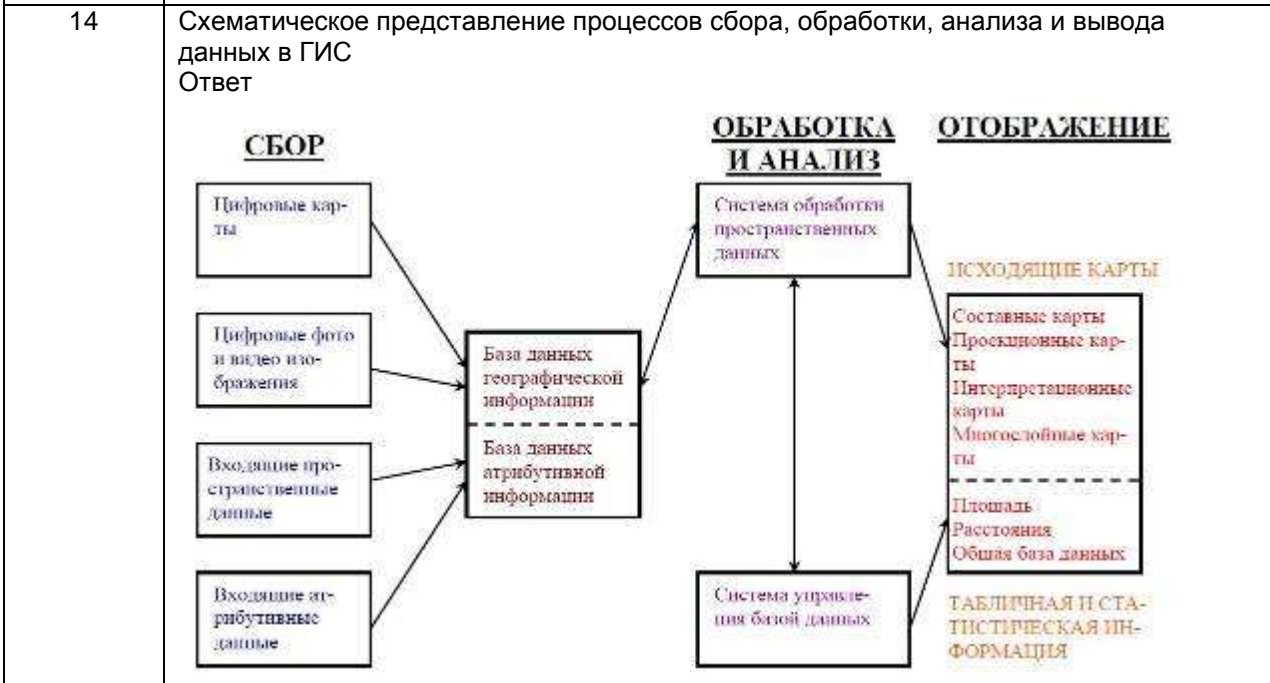 14
Схематическое представление процессов сбора, обработки, анализа и вывода
данных в ГИС
Ответ
СБОР
Цифровые кар-
ты
Цифровые фото
и видео изо-
бражения
Входящие про-
странственные
данные
Входящие ат-
рибутивные
данные
База данных
географической
информации
База данных
атрибутивной
информации
ОБРАБОТКА
И АНАЛИЗ
Система обработки
пространственных
данных
Система управле-
ния базой данных
ОТОБРАЖЕНИЕ
ИСХОДЯЩИЕ КАРТЫ
Составные карты
Проекционные кар-
ты
Интерпретационные
карты
Многослойные кар-
ты
Площадь
Расстояния
Общая база данных
ТАБЛИЧНАЯ И СТА-
ТИСТИЧЕСКАЯ ИН-
ФОРМАЦИЯ